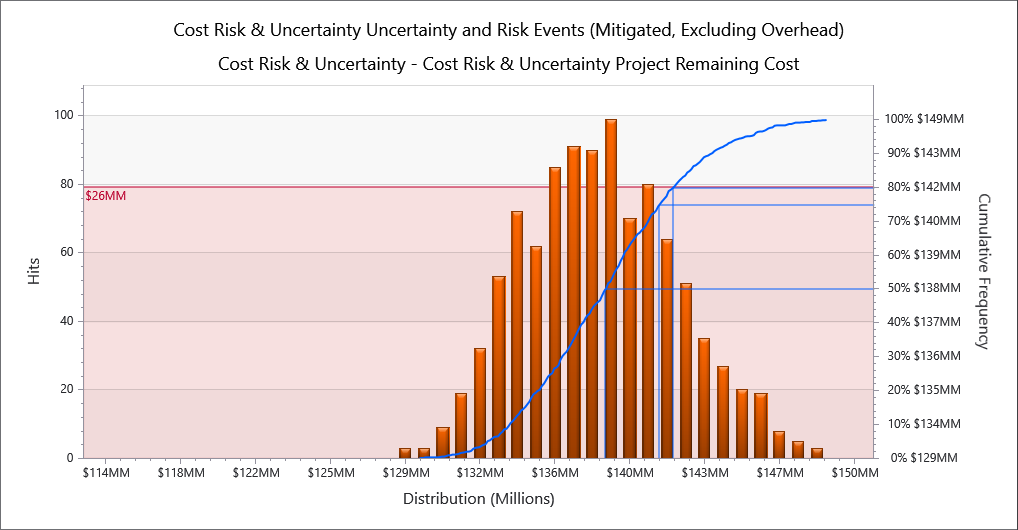 Cost Risk & Uncertainty Uncertainty and Risk Events (Mitigated, Excluding Overhead)
Cost Risk & Uncertainty - Cost Risk & Uncertainty Project Remaining Cost
100
80
60
40
20
0
Hits
$26MM
100% $149MM
90% $143MM
80% $142MM
70% $140MM
60% $139MM
50% $138MM
40% $137MM
30% $136MM
20% $135MM
10% $134MM
0% $129MM
Cumulative Frequency
$114MM $118MM $122MM $125MM $129MM $132MM $136MM $140MM $143MM $147MM $150MM
Distribution (Millions)